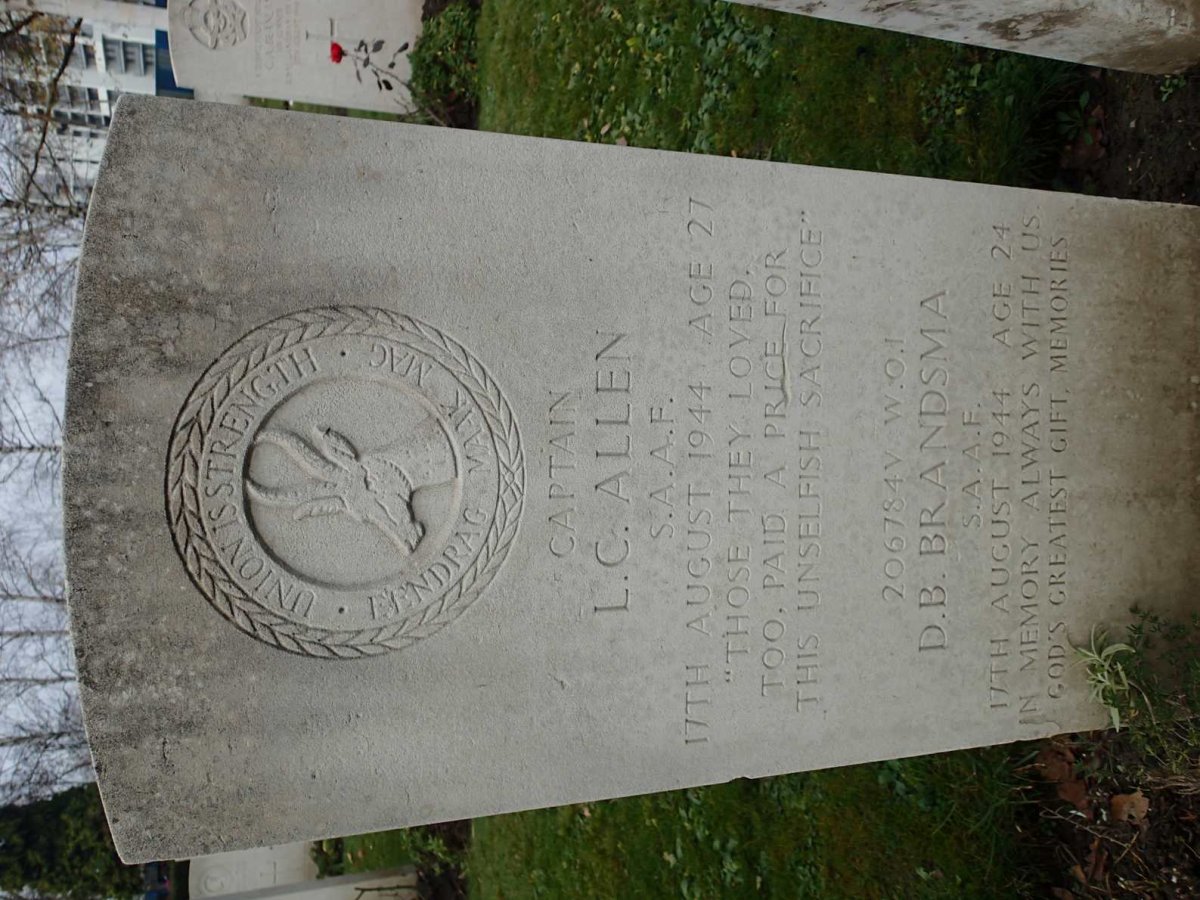 UNION IS STRENGTH · EENDRAG MAAK MAG ·
CAPTAIN
L.C. ALLEN
S.A.A.F.
17TH AUGUST 1944 AGE 27
"THOSE THEY LOVED,
TOO, PAID A PRICE FOR
THIS UNSELFISH SACRIFICE"
206784V W.O.I
D.B. BRANDSMA
S.A.A.F.
17TH AUGUST 1944 AGE 24
IN MEMORY ALWAYS WITH US.
GOD'S GREATEST GIFT, MEMORIES